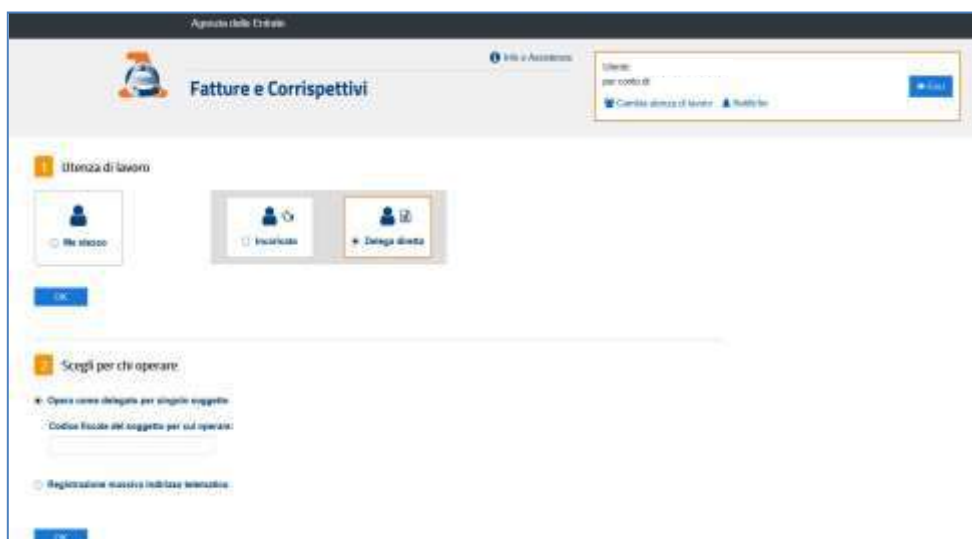 Agenzia delle Entrate
Info e Assistenza
Fatture e Corrispettivi
Utente:
per conto di
Cambia utenza di lavoro
Notifiche
Esci
1 Utenza di lavoro
Me stesso
Incaricato
Delega diretta
OK
2 Scegli per chi operare
Opero come delegato per singolo soggetto
Codice fiscale del soggetto per cui operare:
Registrazione massiva indirizzo telematico
OK